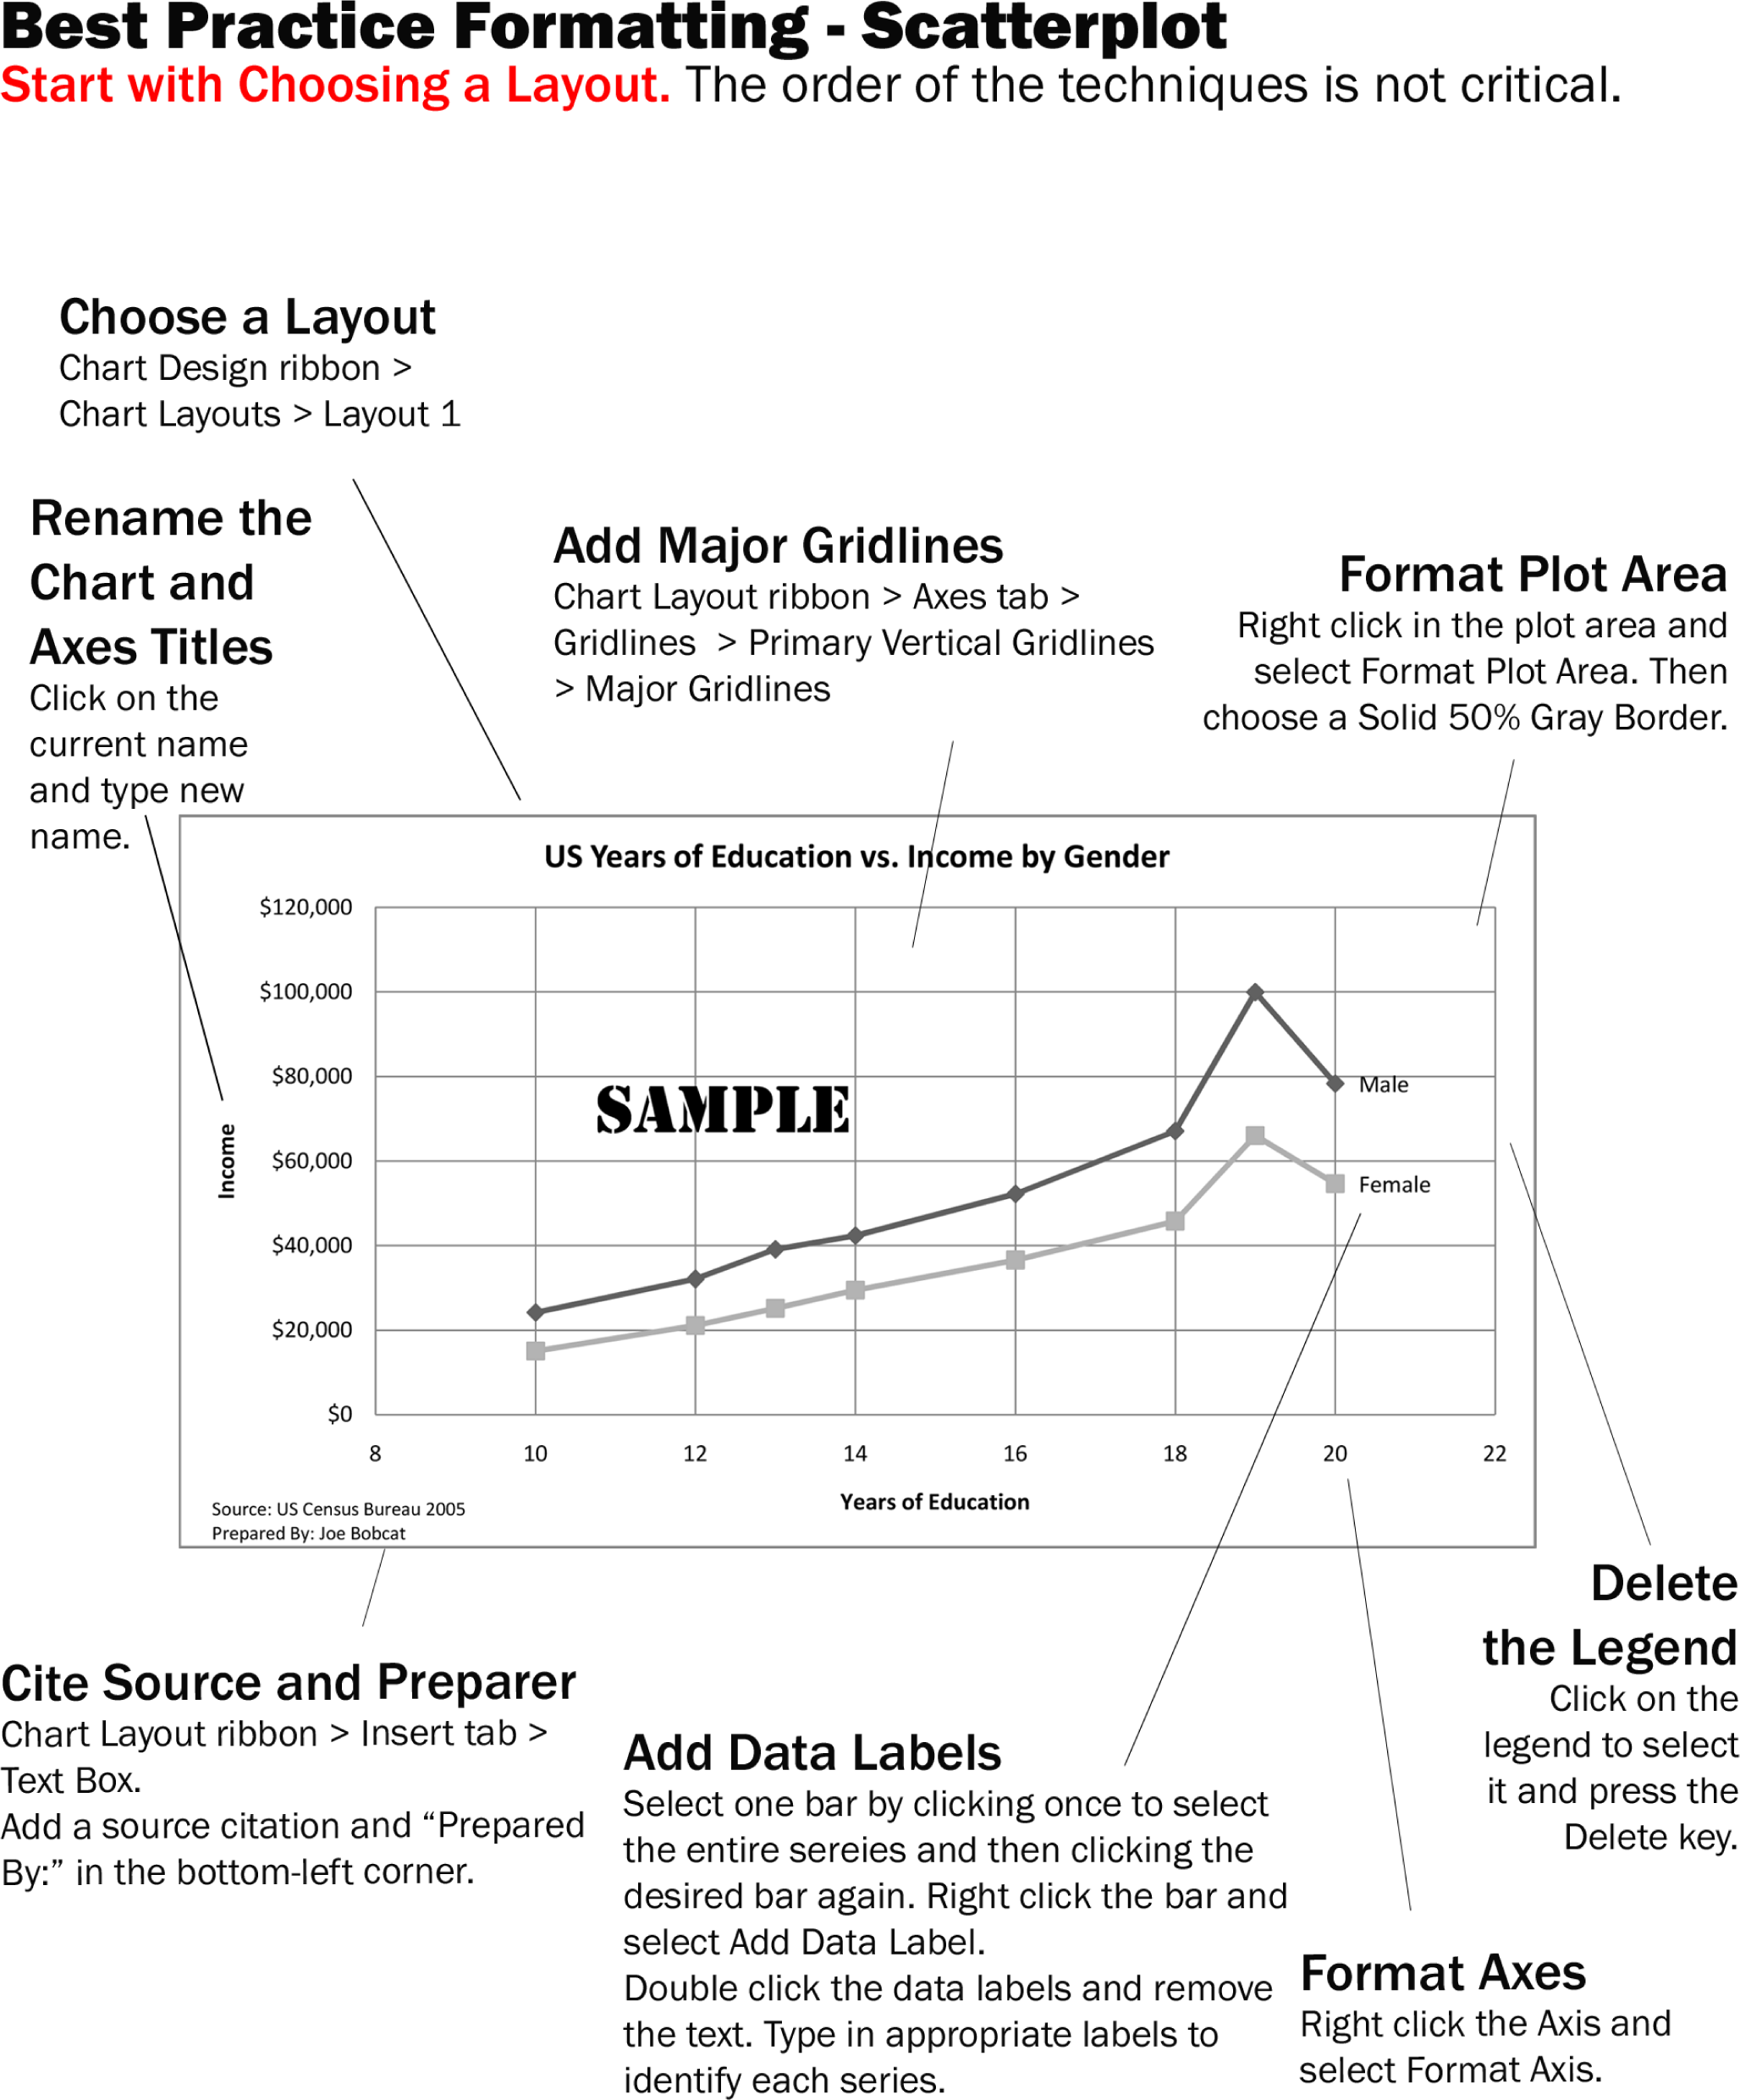 Best Practice Formatting - Scatterplot
Start with Choosing a Layout. The order of the techniques is not critical.
Choose a Layout
Chart Design ribbon >
Chart Layouts > Layout 1
Rename the
Chart and
Axes Titles
Click on the
current name
and type new
name.
Add Major Gridlines
Chart Layout ribbon > Axes tab >
Gridlines > Primary Vertical Gridlines
> Major Gridlines
Format Plot Area
Right click in the plot area and
select Format Plot Area. Then
choose a Solid 50% Gray Border.
US Years of Education vs. Income by Gender
$120,000
$100,000
$80,000
$60,000
$40,000
$20,000
$0
Income
SAMPLE
Male
Female
8 10 12 14 16 18 20 22
Years of Education
Source: US Census Bureau 2005
Prepared By: Joe Bobcat
Delete
the Legend
Click on the
legend to select
it and press the
Delete key.
Cite Source and Preparer
Chart Layout ribbon > Insert tab >
Text Box.
Add a source citation and “Prepared
By:” in the bottom-left corner.
Add Data Labels
Select one bar by clicking once to select
the entire sereies and then clicking the
desired bar again. Right click the bar and
select Add Data Label.
Double click the data labels and remove
the text. Type in appropriate labels to
identify each series.
Format Axes
Right click the Axis and
select Format Axis.